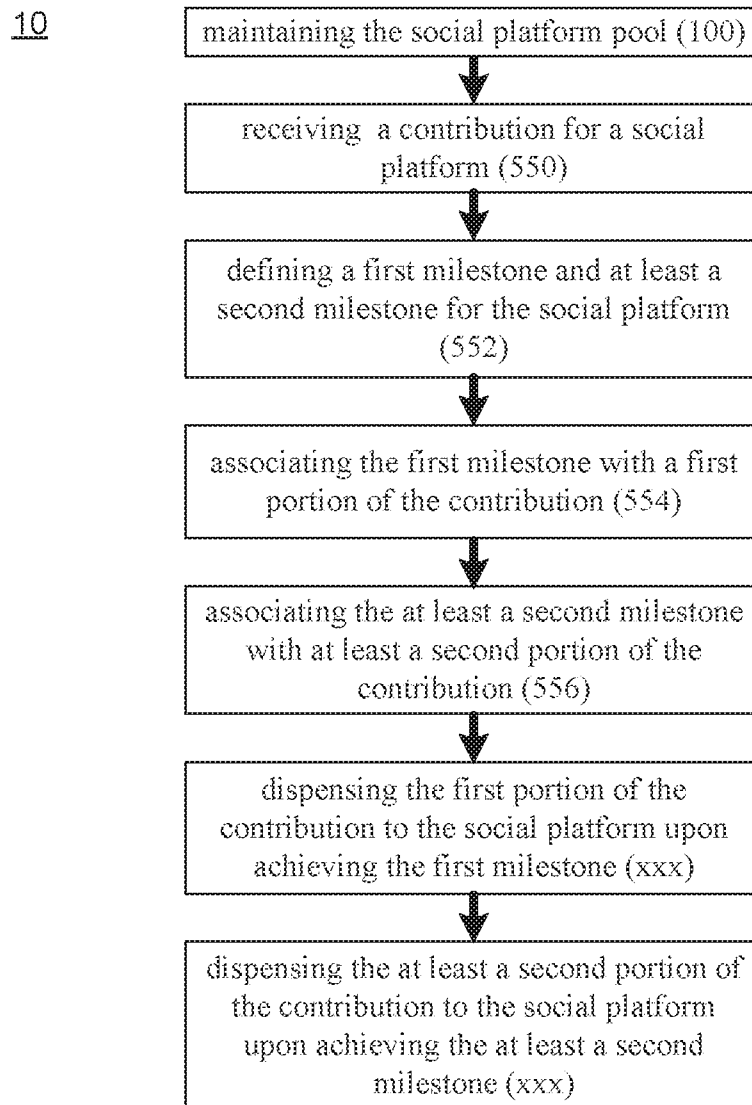 10
maintaining the social platform pool (100)
receiving a contribution for a social
platform (550)
defining a first milestone and at least a
second milestone for the social platform
(552)
associating the first milestone with a first
portion of the contribution (554)
associating the at least a second milestone
with at least a second portion of the
contribution (556)
dispensing the first portion of the
contribution to the social platform upon
achieving the first milestone (xxx)
dispensing the at least a second portion of
the contribution to the social platform
upon achieving the at least a second
milestone (xxx)